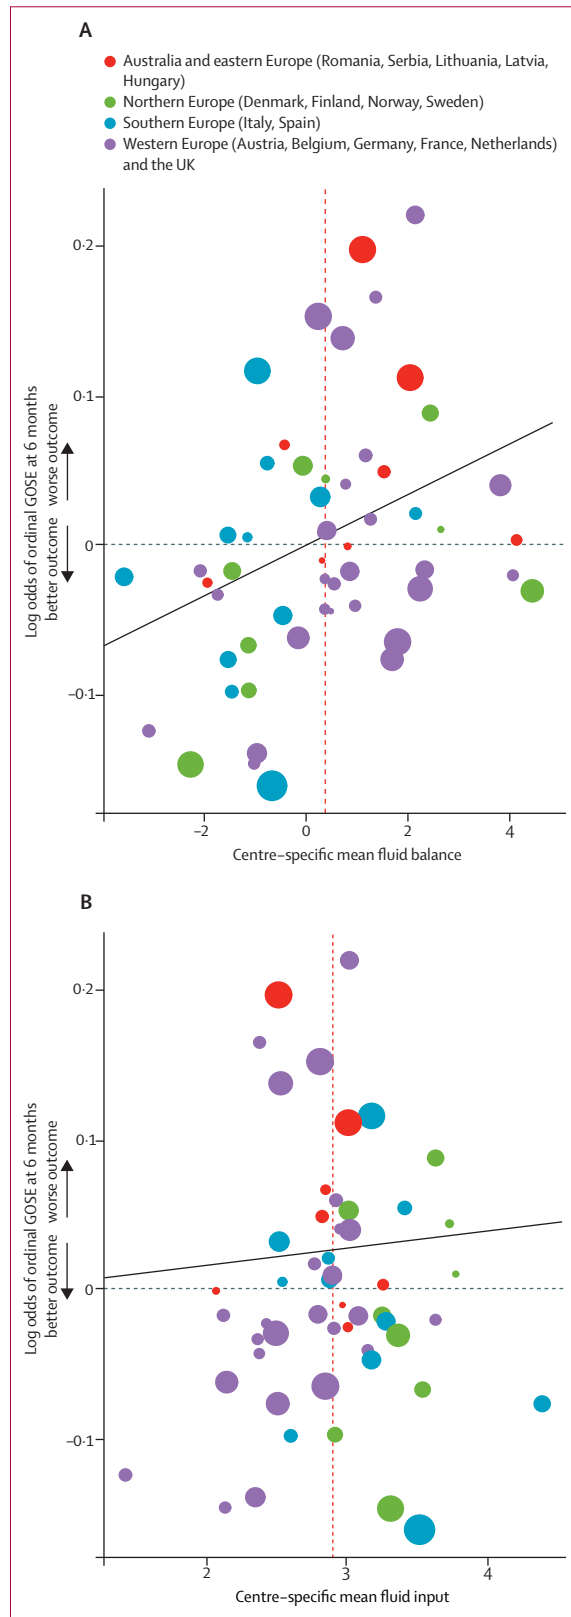 A
Australia and eastern Europe (Romania, Serbia, Lithuania, Latvia,
Hungary)
Northern Europe (Denmark, Finland, Norway, Sweden)
Southern Europe (Italy, Spain)
Western Europe (Austria, Belgium, Germany, France, Netherlands)
and the UK
0·2
0·1
0
–0·1
Log odds of ordinal GOSE at 6 months
better outcome worse outcome
–2
0
2
4
Centre–specific mean fluid balance
B
0·2
0·1
0
–0·1
Log odds of ordinal GOSE at 6 months
better outcome worse outcome
2
3
4
Centre–specific mean fluid input